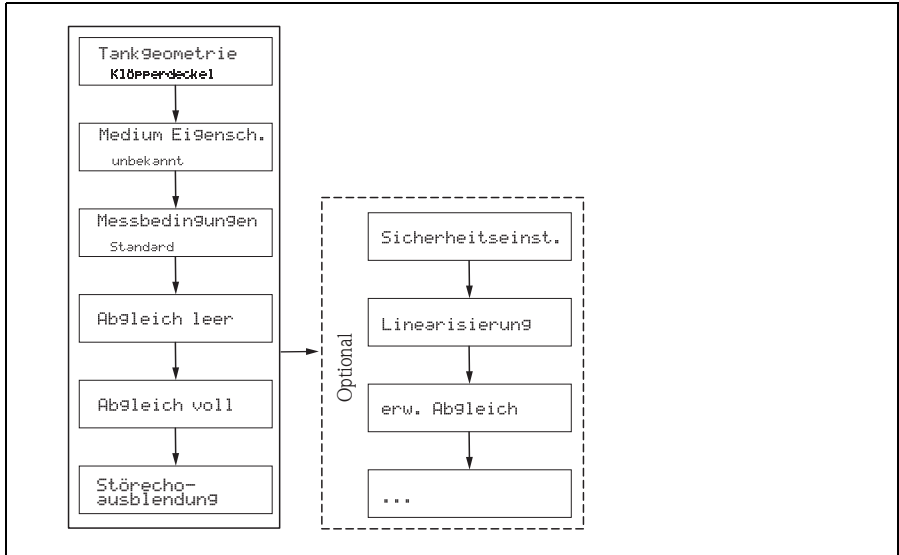 Tankgeometrie
Klöpperdeckel
Medium Eigensch.
unbekannt
Messbedingungen
Standard
Abgleich leer
Abgleich voll
Störecho-
ausblendung
Optional
Sicherheitseinst.
Linearisierung
erw. Abgleich
...